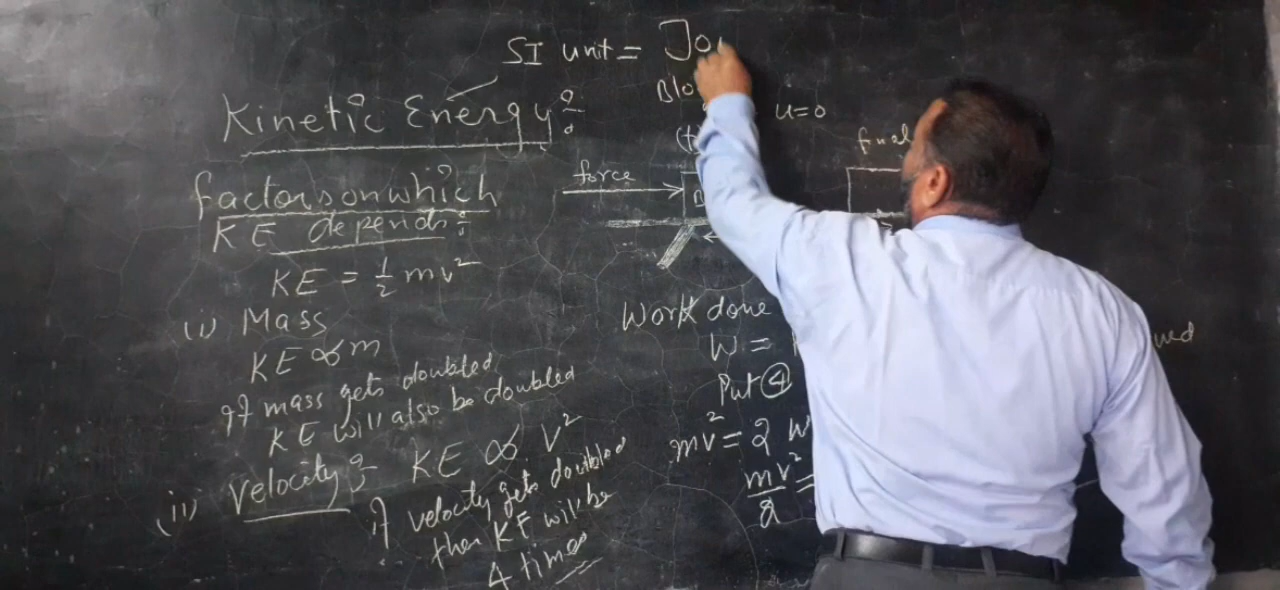 SI unit = Jo
Kinetic Energy:
factors on which
KE depends:
KE = 1/2 mv²
(i) Mass
KE ∝ m
If mass gets doubled
KE will also be doubled
(ii) Velocity: KE ∝ V²
if velocity gets doubled
then KE will be
4 times
Blo
u=0
force
Work done
W =
Put ④
mv² = 2 W
mv²/2 =